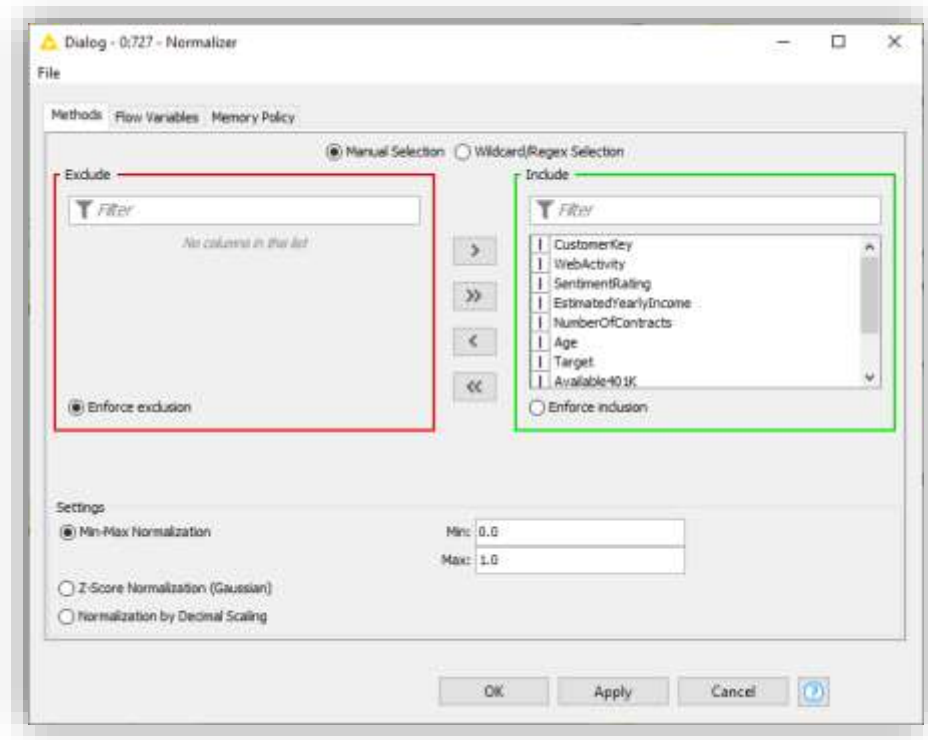 Dialog - 0:727 - Normalizer
File
Methods Flow Variables Memory Policy
Manual Selection Wildcard/Regex Selection
Exclude
Filter
No columns in this list
Enforce exclusion
>
>>
<
<<
Include
Filter
I CustomerKey
I WebActivity
I SentimentRating
I EstimatedYearlyIncome
I NumberOfContracts
I Age
I Target
I Available401K
Enforce inclusion
Settings
Min-Max Normalization
Min: 0.0
Max: 1.0
Z-Score Normalization (Gaussian)
Normalization by Decimal Scaling
OK Apply Cancel ?